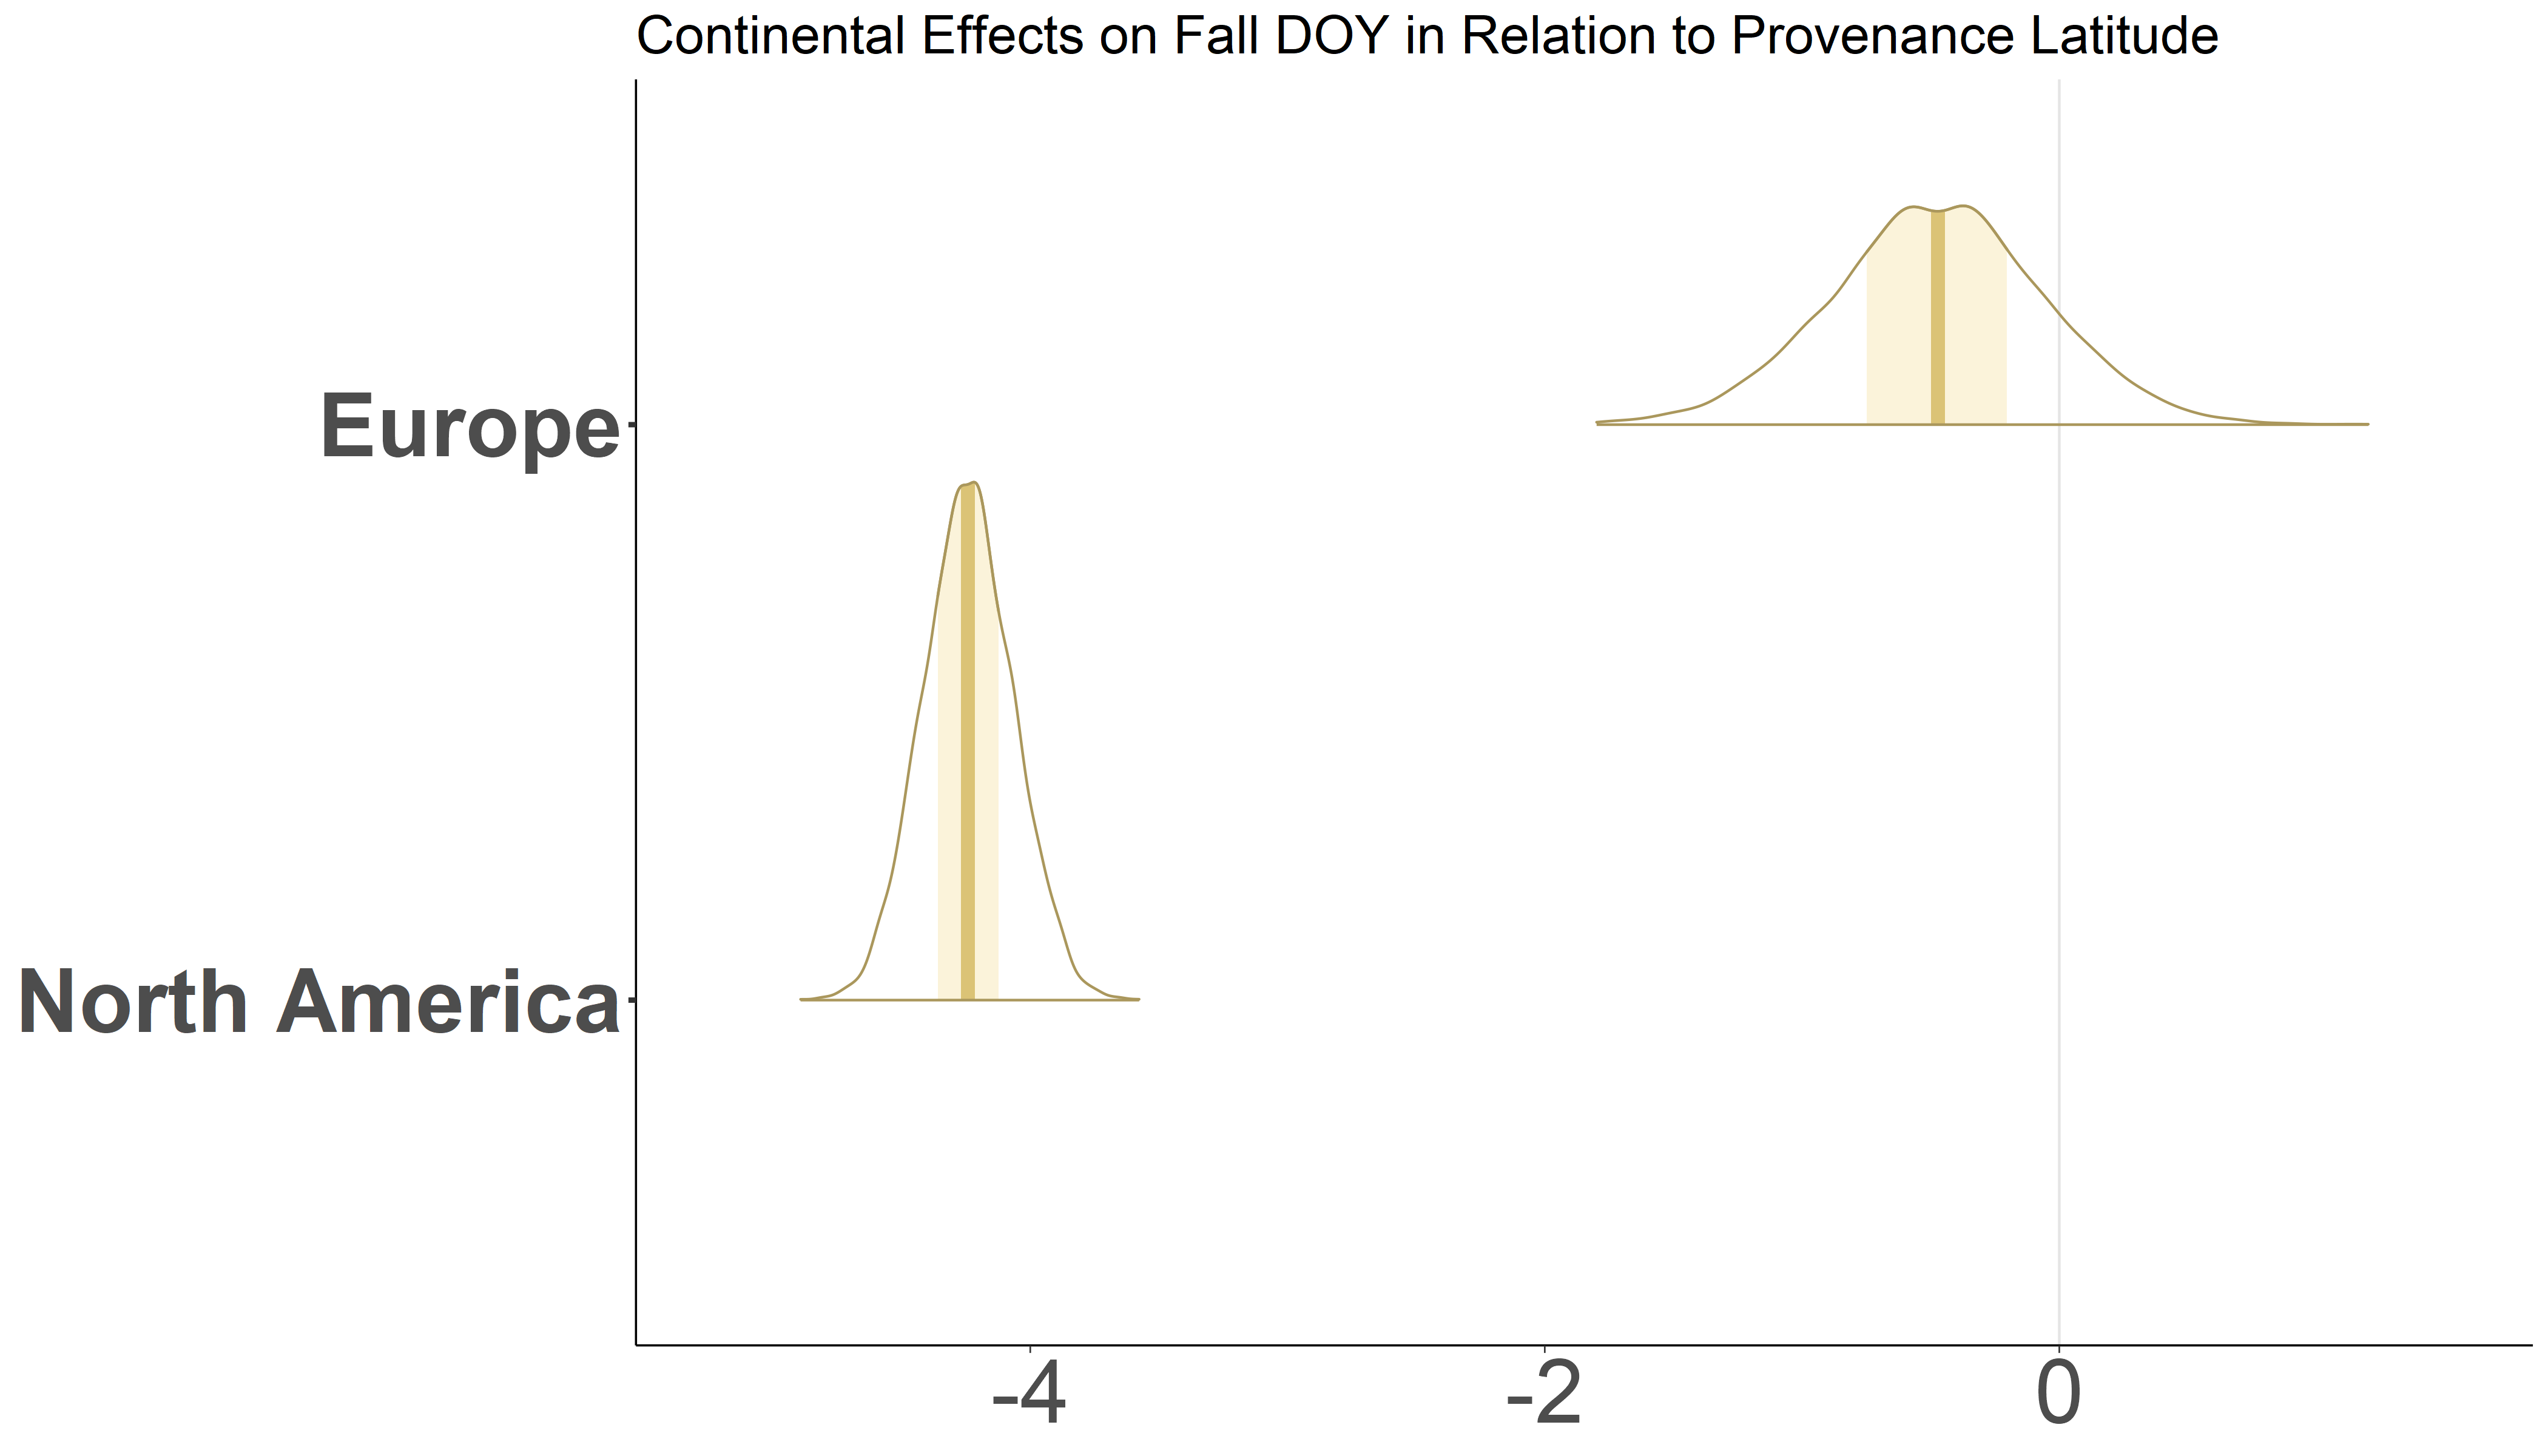 Continental Effects on Fall DOY in Relation to Provenance Latitude
Europe
North America
-4 -2 0